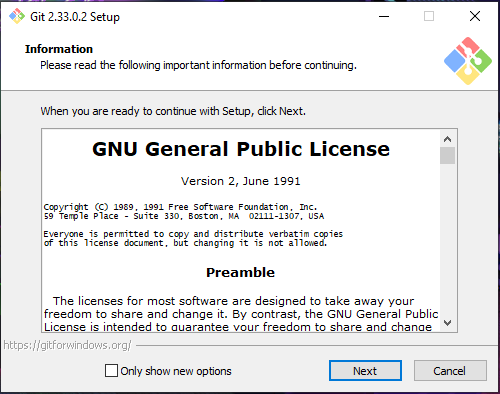 Git 2.33.0.2 Setup
Information
Please read the following important information before continuing.
When you are ready to continue with Setup, click Next.
GNU General Public License
Version 2, June 1991
Copyright (C) 1989, 1991 Free Software Foundation, Inc.
59 Temple Place - Suite 330, Boston, MA  02111-1307, USA
Everyone is permitted to copy and distribute verbatim copies
of this license document, but changing it is not allowed.
Preamble
The licenses for most software are designed to take away your
freedom to share and change it. By contrast, the GNU General Public
License is intended to guarantee your freedom to share and change
https://gitforwindows.org/
Only show new options
Next
Cancel